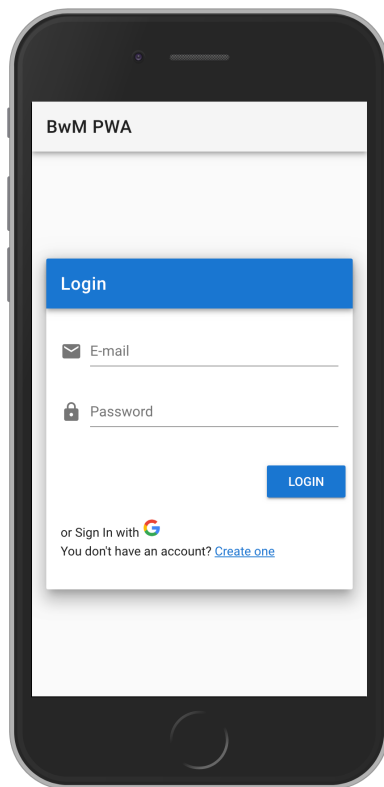 BwM PWA
Login
E-mail
Password
LOGIN
or Sign In with
You don't have an account? Create one